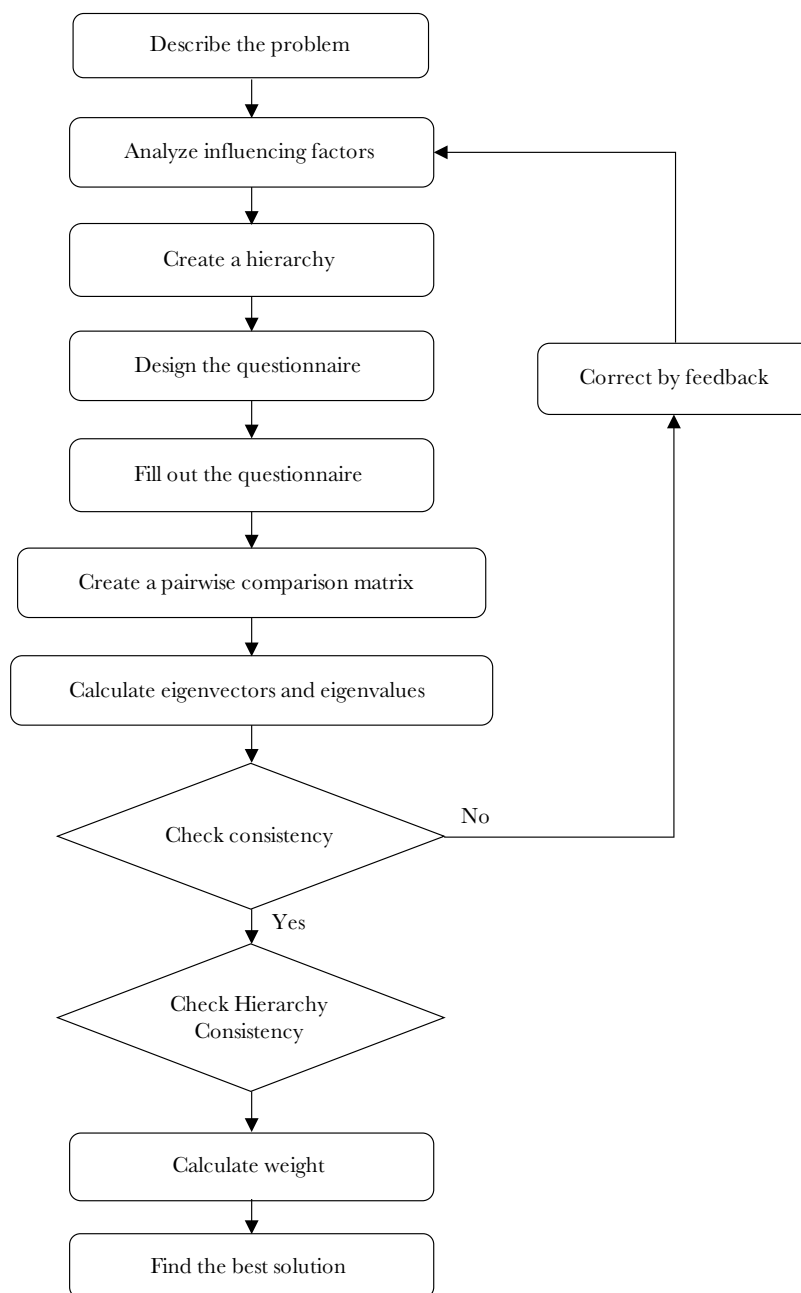 Describe the problem
Analyze influencing factors
Create a hierarchy
Design the questionnaire
Correct by feedback
Fill out the questionnaire
Create a pairwise comparison matrix
Calculate eigenvectors and eigenvalues
No
Check consistency
Yes
Check Hierarchy
Consistency
Calculate weight
Find the best solution